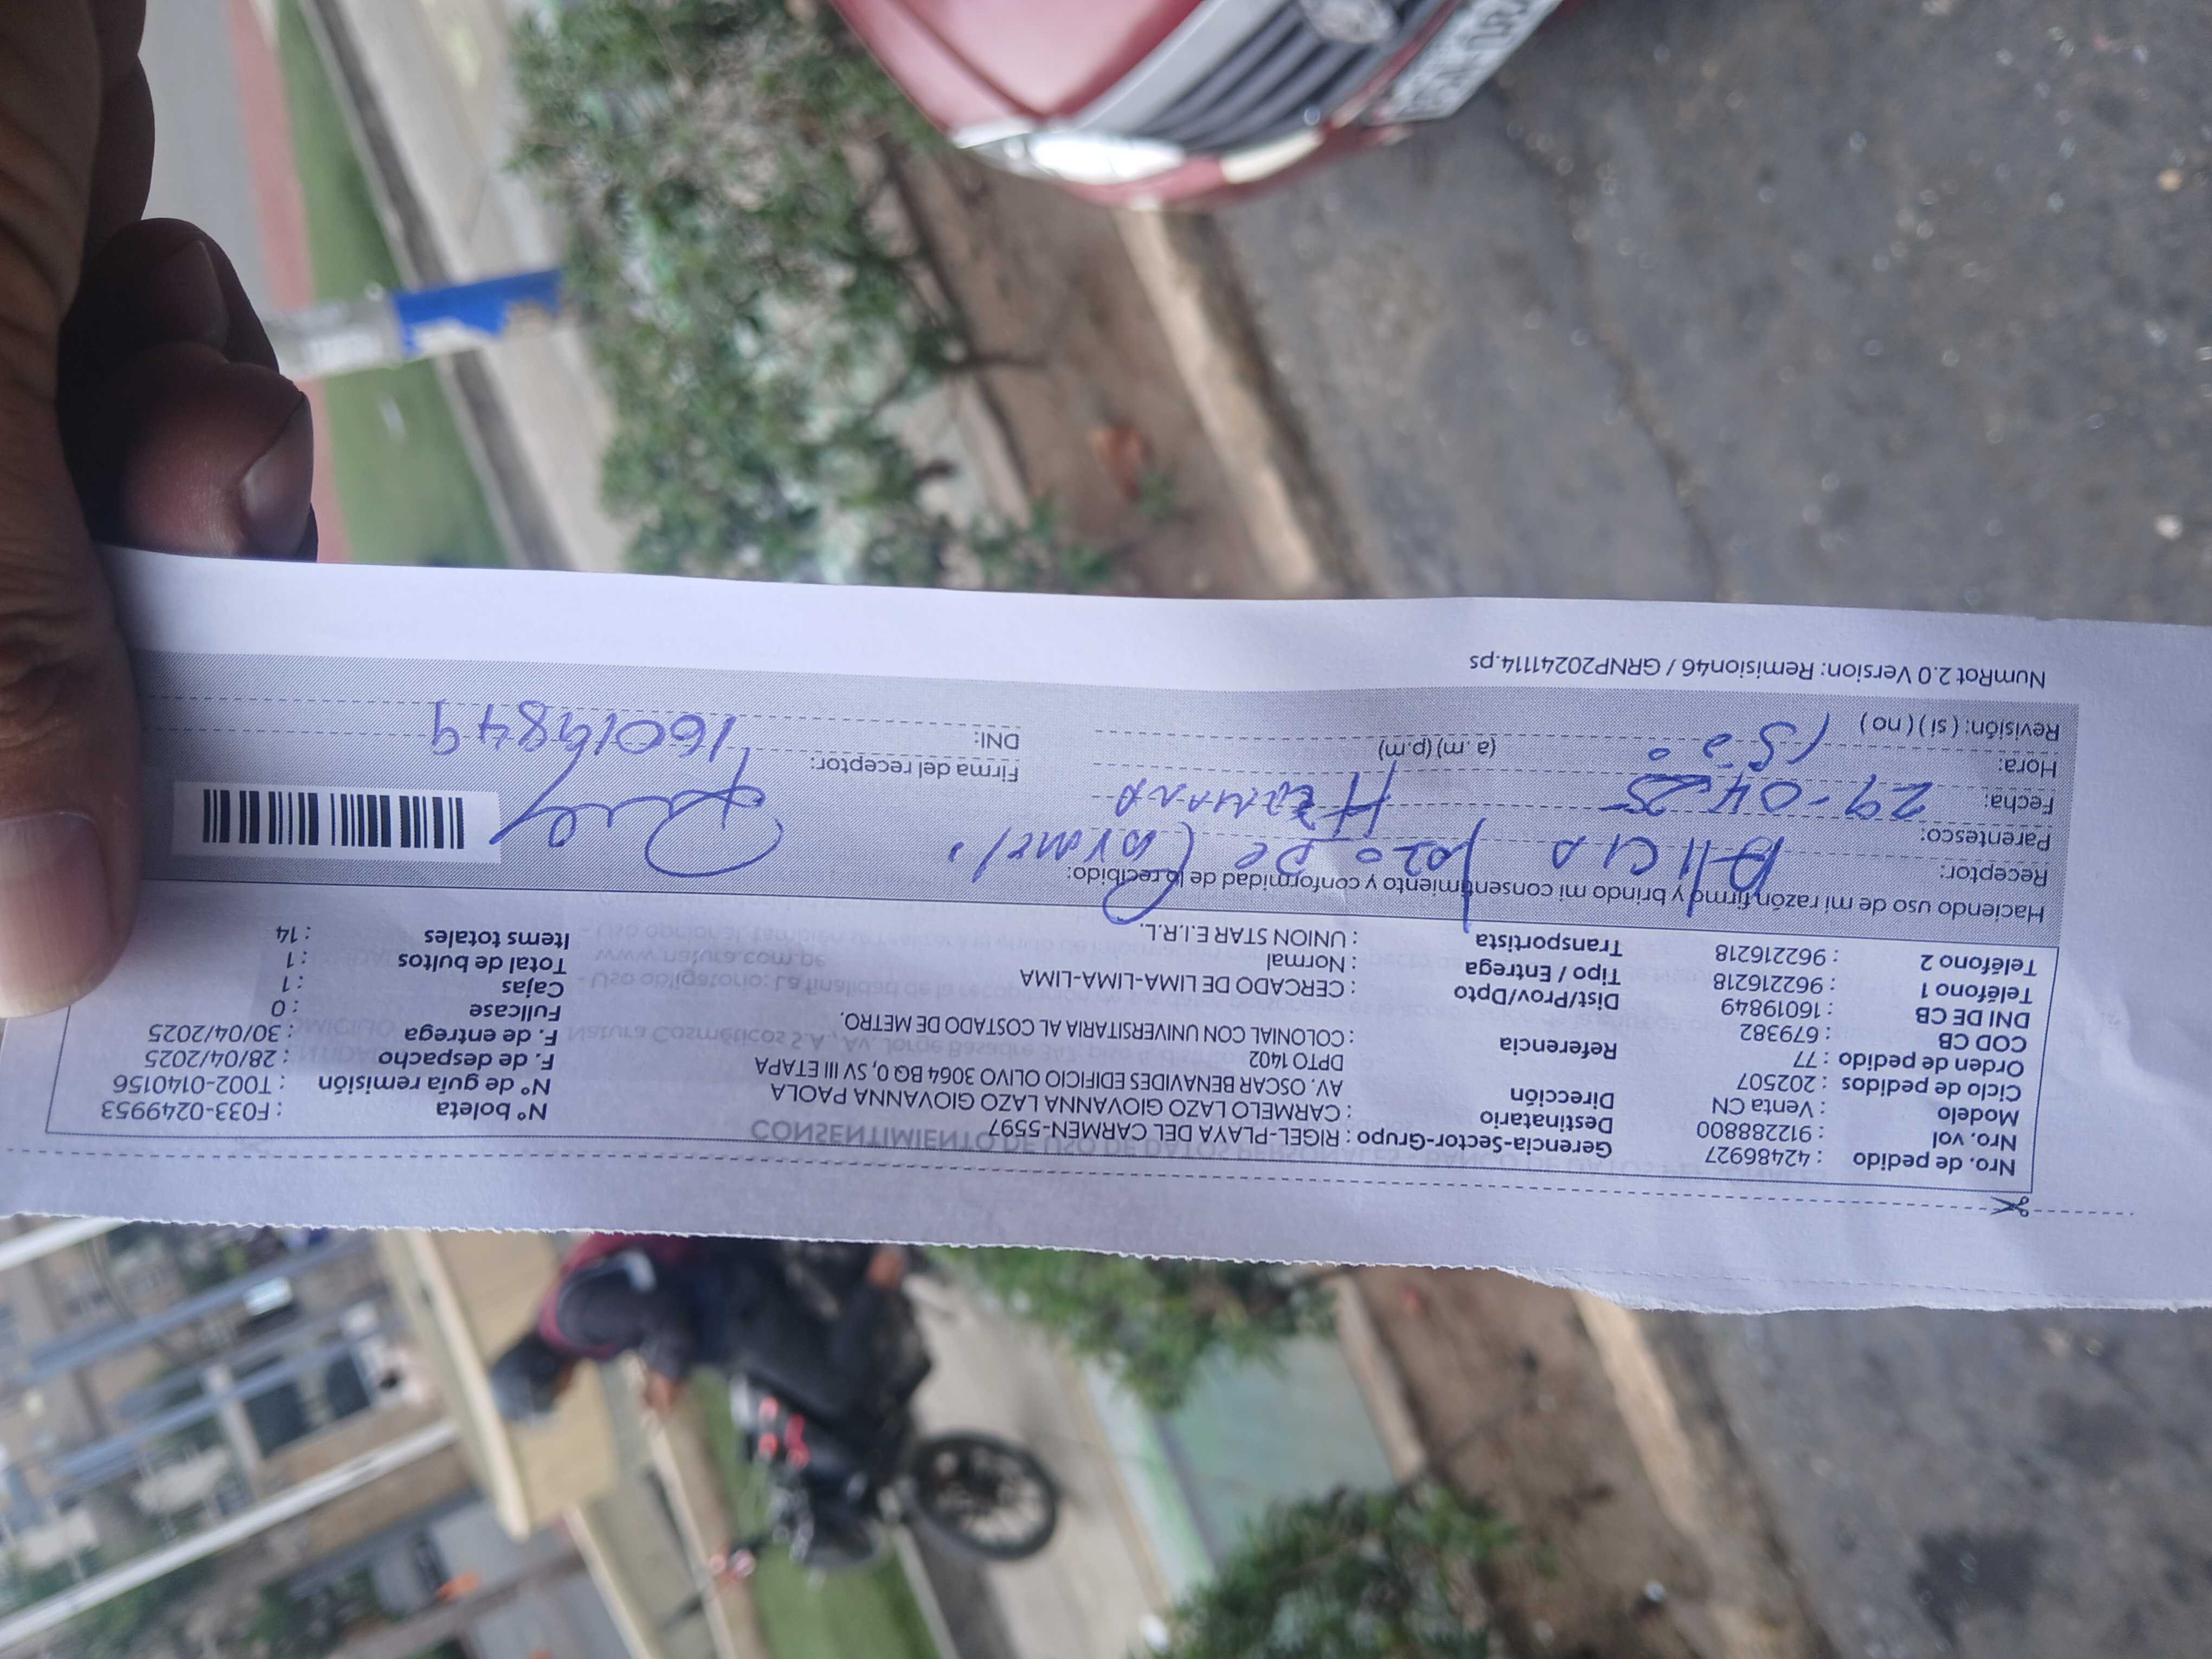 Nro. de pedido : 42486927
Nro. vol : 912288800
Modelo : Venta CN
Ciclo de pedidos : 202507
Orden de pedido : 77
COD CB : 679382
DNI DE CB : 16019849
Teléfono 1 : 962216218
Teléfono 2 : 962216218
Gerencia-Sector-Grupo : RIGEL-PLAYA DEL CARMEN-5597
Destinatario : CARMELO LAZO GIOVANNA LAZO GIOVANNA PAOLA
Dirección AV. OSCAR BENAVIDES EDIFICIO OLIVO 3064 BQ 0, SV III ETAPA
DPTO 1402
Referencia : COLONIAL CON UNIVERSITARIA AL COSTADO DE METRO.
Dist/Prov/Dpto : CERCADO DE LIMA-LIMA-LIMA
Tipo / Entrega : Normal
Transportista : UNION STAR E.I.R.L.
N° boleta : F033-0249953
N° de guía remisión : T002-0140156
F. de despacho : 28/04/2025
F. de entrega : 30/04/2025
Fullcase : 0
Cajas : 1
Total de bultos : 1
Items totales : 14
Haciendo uso de mi razón firmo y brindo mi consentimiento y conformidad de lo recibido:
Receptor: Alicia Lazo de Carmelo
Parentesco: Hermana
Fecha: 29-04-25
Hora: (a.m) (p.m)
Revisión: ( si ) ( no )
Firma del receptor:
DNI: 16019849
NumRot 2.0 Version: Remision46 / GRNP20241114.ps